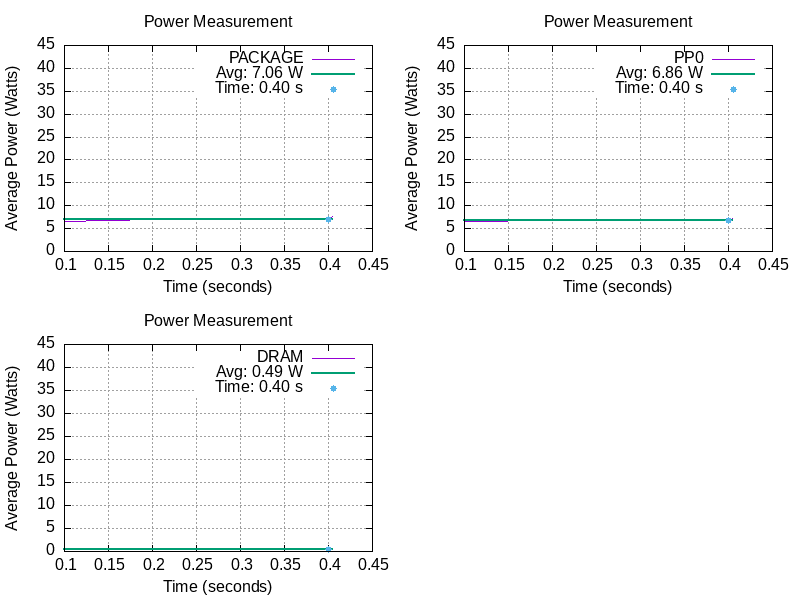 Power Measurement
45
40
35
30
25
20
15
10
5
0
Average Power (Watts)
PACKAGE
Avg: 7.06 W
Time: 0.40 s
0.1 0.15 0.2 0.25 0.3 0.35 0.4 0.45
Time (seconds)
Power Measurement
45
40
35
30
25
20
15
10
5
0
Average Power (Watts)
PP0
Avg: 6.86 W
Time: 0.40 s
0.1 0.15 0.2 0.25 0.3 0.35 0.4 0.45
Time (seconds)
Power Measurement
45
40
35
30
25
20
15
10
5
0
Average Power (Watts)
DRAM
Avg: 0.49 W
Time: 0.40 s
0.1 0.15 0.2 0.25 0.3 0.35 0.4 0.45
Time (seconds)